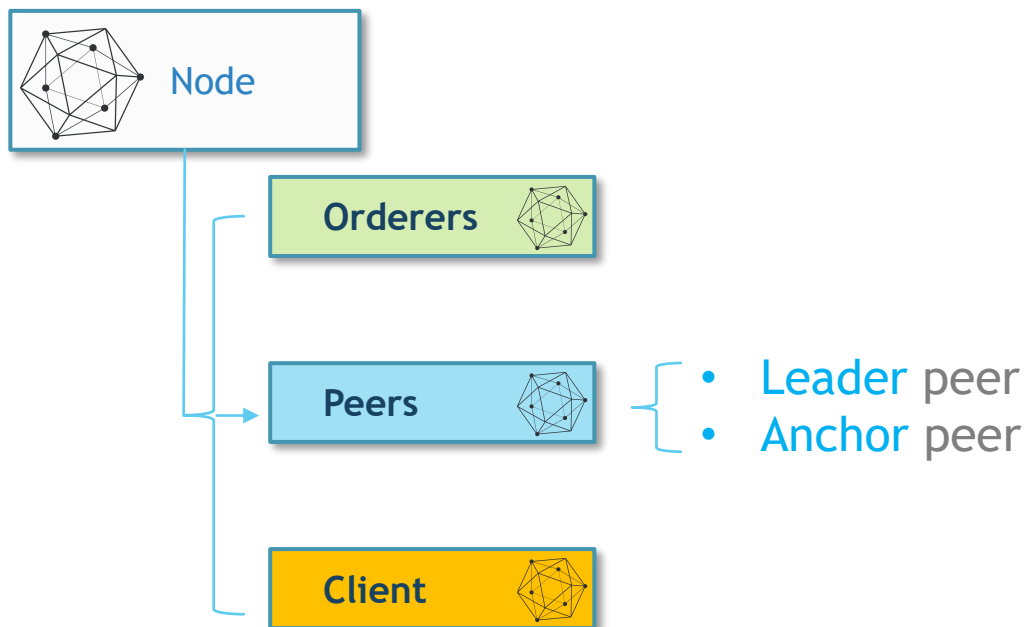 Node
Orderers
Peers
• Leader peer
• Anchor peer
Client